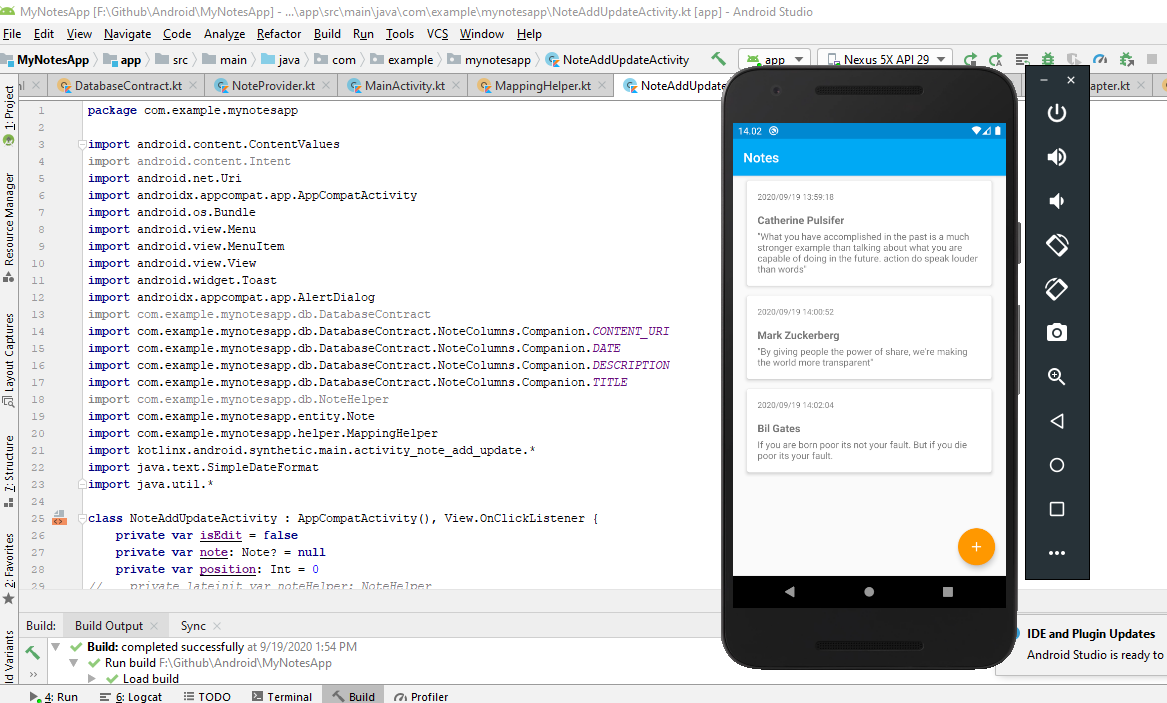 MyNotesApp [F:\Github\Android\MyNotesApp] - ...\app\src\main\java\com\example\mynotesapp\NoteAddUpdateActivity.kt [app] - Android Studio
File Edit View Navigate Code Analyze Refactor Build Run Tools VCS Window Help
MyNotesApp app src main java com example mynotesapp NoteAddUpdateActivity app Nexus 5X API 29
DatabaseContract.kt NoteProvider.kt MainActivity.kt MappingHelper.kt NoteAddUpdate apter.kt
1: Project
Resource Manager
Layout Captures
7: Structure
2: Favorites
ld Variants
1 package com.example.mynotesapp
2
3 import android.content.ContentValues
4 import android.content.Intent
5 import android.net.Uri
6 import androidx.appcompat.app.AppCompatActivity
7 import android.os.Bundle
8 import android.view.Menu
9 import android.view.MenuItem
10 import android.view.View
11 import android.widget.Toast
12 import androidx.appcompat.app.AlertDialog
13 import com.example.mynotesapp.db.DatabaseContract
14 import com.example.mynotesapp.db.DatabaseContract.NoteColumns.Companion.CONTENT_URI
15 import com.example.mynotesapp.db.DatabaseContract.NoteColumns.Companion.DATE
16 import com.example.mynotesapp.db.DatabaseContract.NoteColumns.Companion.DESCRIPTION
17 import com.example.mynotesapp.db.DatabaseContract.NoteColumns.Companion.TITLE
18 import com.example.mynotesapp.db.NoteHelper
19 import com.example.mynotesapp.entity.Note
20 import com.example.mynotesapp.helper.MappingHelper
21 import kotlinx.android.synthetic.main.activity_note_add_update.*
22 import java.text.SimpleDateFormat
23 import java.util.*
24
25 class NoteAddUpdateActivity : AppCompatActivity(), View.OnClickListener {
26 private var isEdit = false
27 private var note: Note? = null
28 private var position: Int = 0
29 // private lateinit var noteHelper: NoteHelper
14.02
Notes
2020/09/19 13:59:18
Catherine Pulsifer
"What you have accomplished in the past is a much
stronger example than talking about what you are
capable of doing in the future. action do speak louder
than words"
2020/09/19 14:00:52
Mark Zuckerberg
"By giving people the power of share, we're making
the world more transparent"
2020/09/19 14:02:04
Bil Gates
If you are born poor its not your fault. But if you die
poor its your fault.
Build: Build Output Sync
Build: completed successfully at 9/19/2020 1:54 PM
Run build F:\Github\Android\MyNotesApp
Load build
IDE and Plugin Updates
Android Studio is ready to
4: Run 6: Logcat TODO Terminal Build Profiler